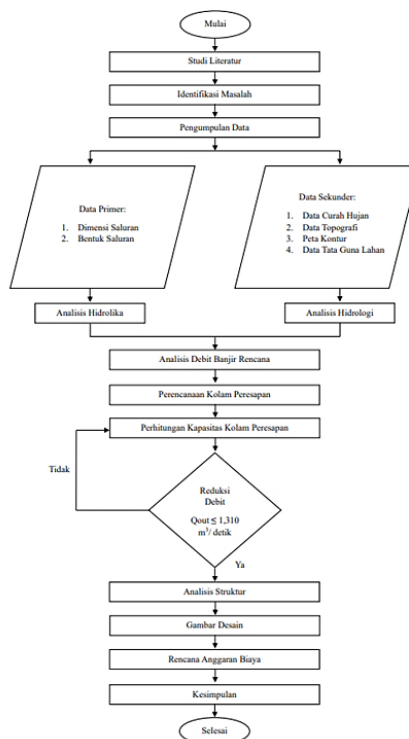 Mulai
Studi Literatur
Identifikasi Masalah
Pengumpulan Data
Data Primer:
1. Dimensi Saluran
2. Bentuk Saluran
Data Sekunder:
1. Data Curah Hujan
2. Data Topografi
3. Peta Kontur
4. Data Tata Guna Lahan
Analisis Hidrolika
Analisis Hidrologi
Analisis Debit Banjir Rencana
Perencanaan Kolam Peresapan
Perhitungan Kapasitas Kolam Peresapan
Tidak
Reduksi
Debit
Qout ≤ 1,310
m³/ detik
Ya
Analisis Struktur
Gambar Desain
Rencana Anggaran Biaya
Kesimpulan
Selesai